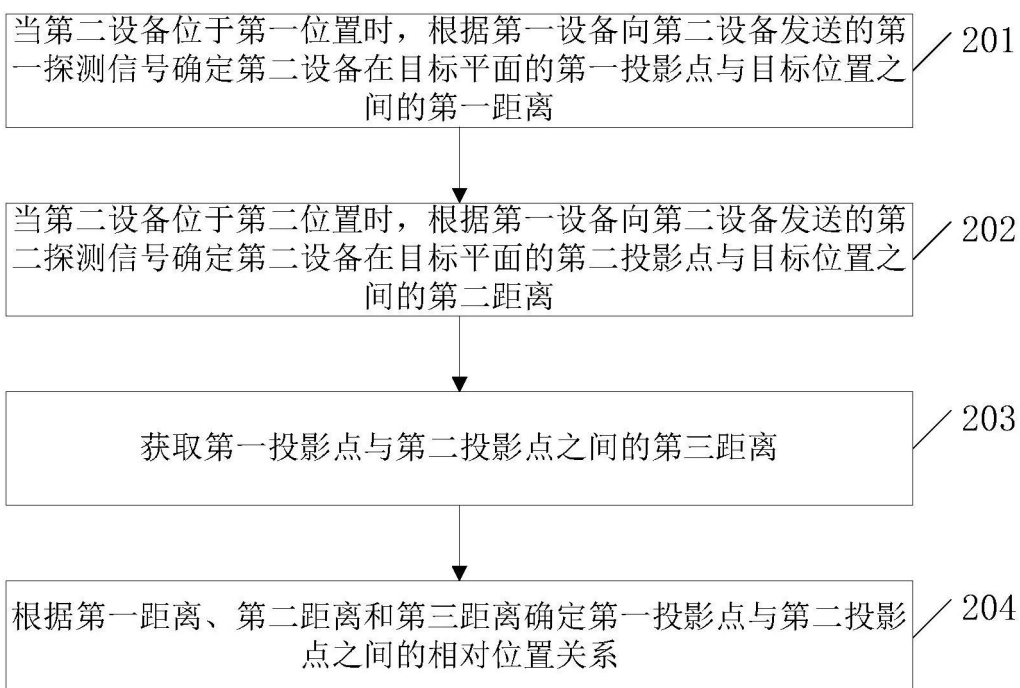 当第二设备位于第一位置时，根据第一设备向第二设备发送的第
一探测信号确定第二设备在目标平面的第一投影点与目标位置之
间的第一距离
201
当第二设备位于第二位置时，根据第一设备向第二设备发送的第
二探测信号确定第二设备在目标平面的第二投影点与目标位置之
间的第二距离
202
获取第一投影点与第二投影点之间的第三距离
203
根据第一距离、第二距离和第三距离确定第一投影点与第二投影
点之间的相对位置关系
204